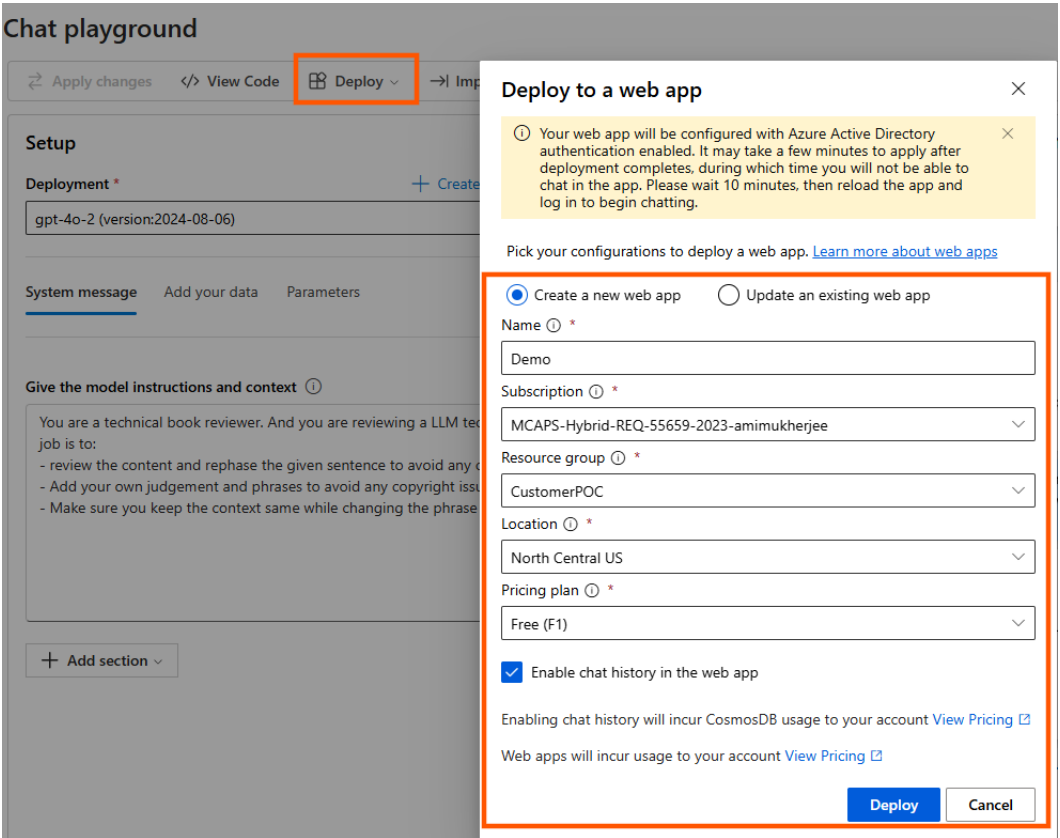 Chat playground
Apply changes
View Code
Deploy
Imp
Setup
Deployment *
Create
gpt-4o-2 (version:2024-08-06)
System message
Add your data
Parameters
Give the model instructions and context
You are a technical book reviewer. And you are reviewing a LLM tec
job is to:
- review the content and rephase the given sentence to avoid any c
- Add your own judgement and phrases to avoid any copyright issu
- Make sure you keep the context same while changing the phrase
Add section
Deploy to a web app
Your web app will be configured with Azure Active Directory
authentication enabled. It may take a few minutes to apply after
deployment completes, during which time you will not be able to
chat in the app. Please wait 10 minutes, then reload the app and
log in to begin chatting.
Pick your configurations to deploy a web app. Learn more about web apps
Create a new web app
Update an existing web app
Name *
Demo
Subscription *
MCAPS-Hybrid-REQ-55659-2023-amimukherjee
Resource group *
CustomerPOC
Location *
North Central US
Pricing plan *
Free (F1)
Enable chat history in the web app
Enabling chat history will incur CosmosDB usage to your account View Pricing
Web apps will incur usage to your account View Pricing
Deploy
Cancel